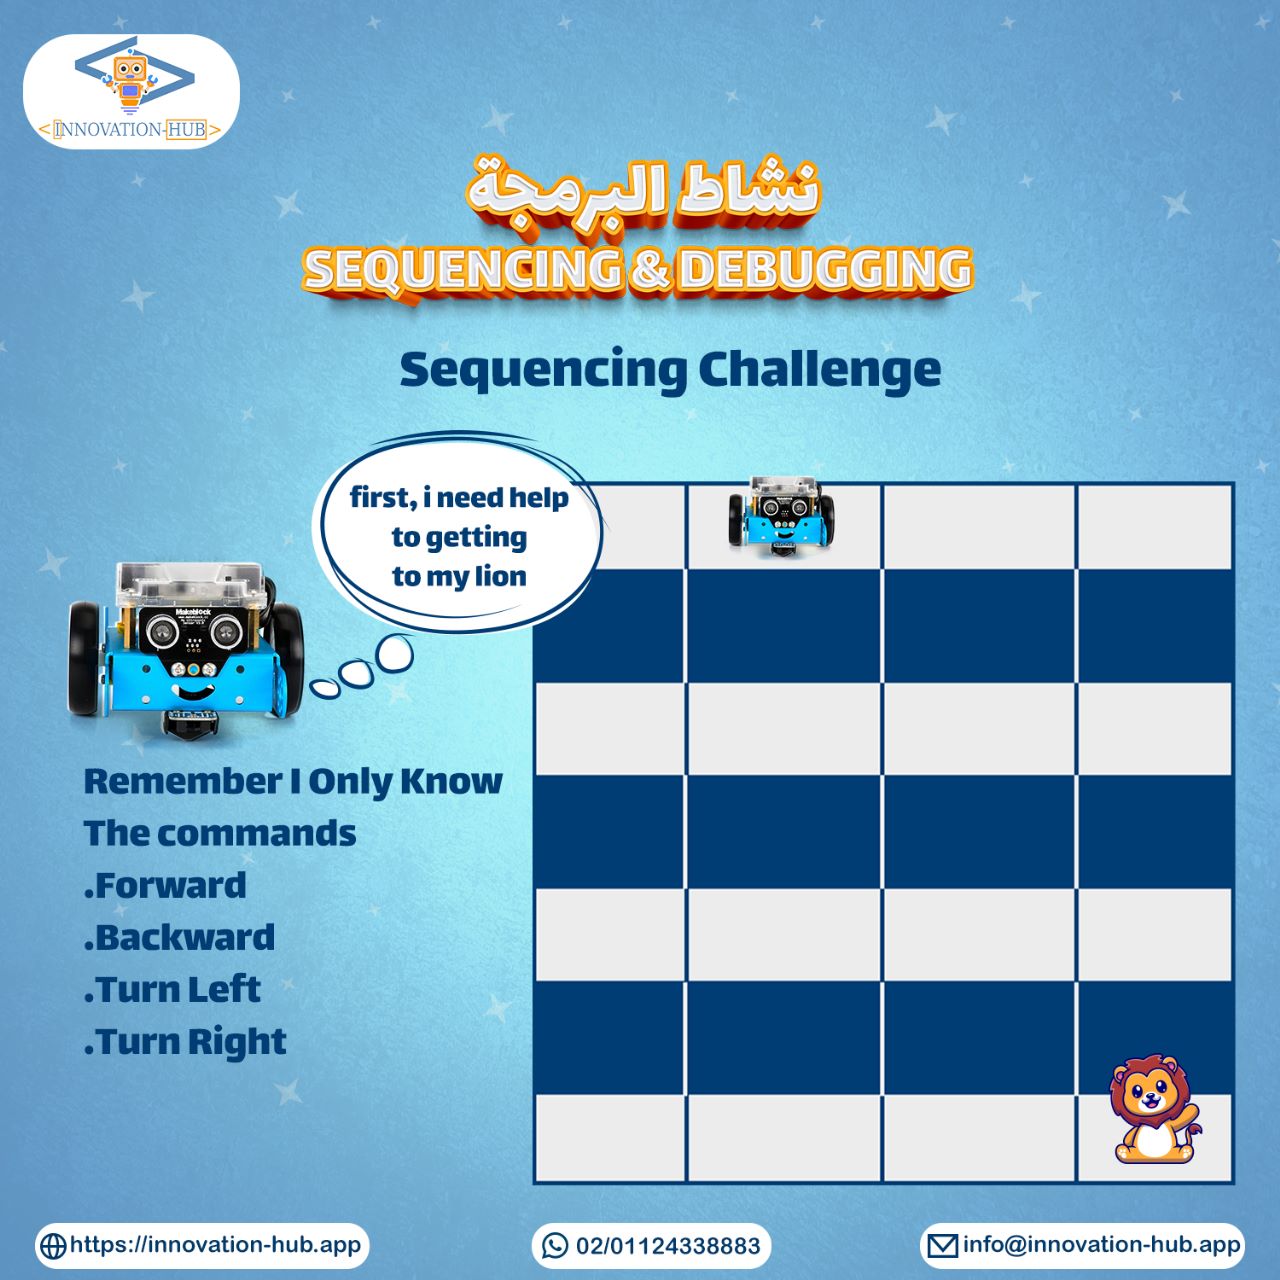 <INNOVATION-HUB>
نشاط البرمجة
SEQUENCING & DEBUGGING
Sequencing Challenge
first, i need help
to getting
to my lion
Makeblock
Remember I Only Know
The commands
.Forward
.Backward
.Turn Left
.Turn Right
https://innovation-hub.app
02/01124338883
info@innovation-hub.app